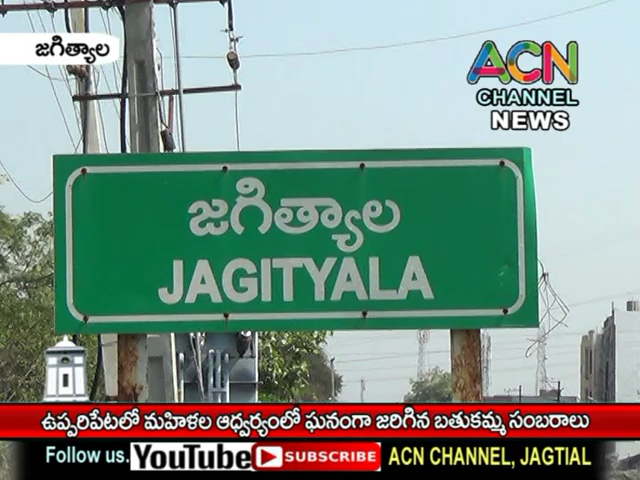 జగిత్యాల
ACN
CHANNEL
NEWS
జగిత్యాల
JAGITYALA
ఉప్పరిపేటలో మహిళల ఆధ్వర్యంలో ఘనంగా జరిగిన బతుకమ్మ సంబరాలు
Follow us. YouTube SUBSCRIBE ACN CHANNEL, JAGTIAL